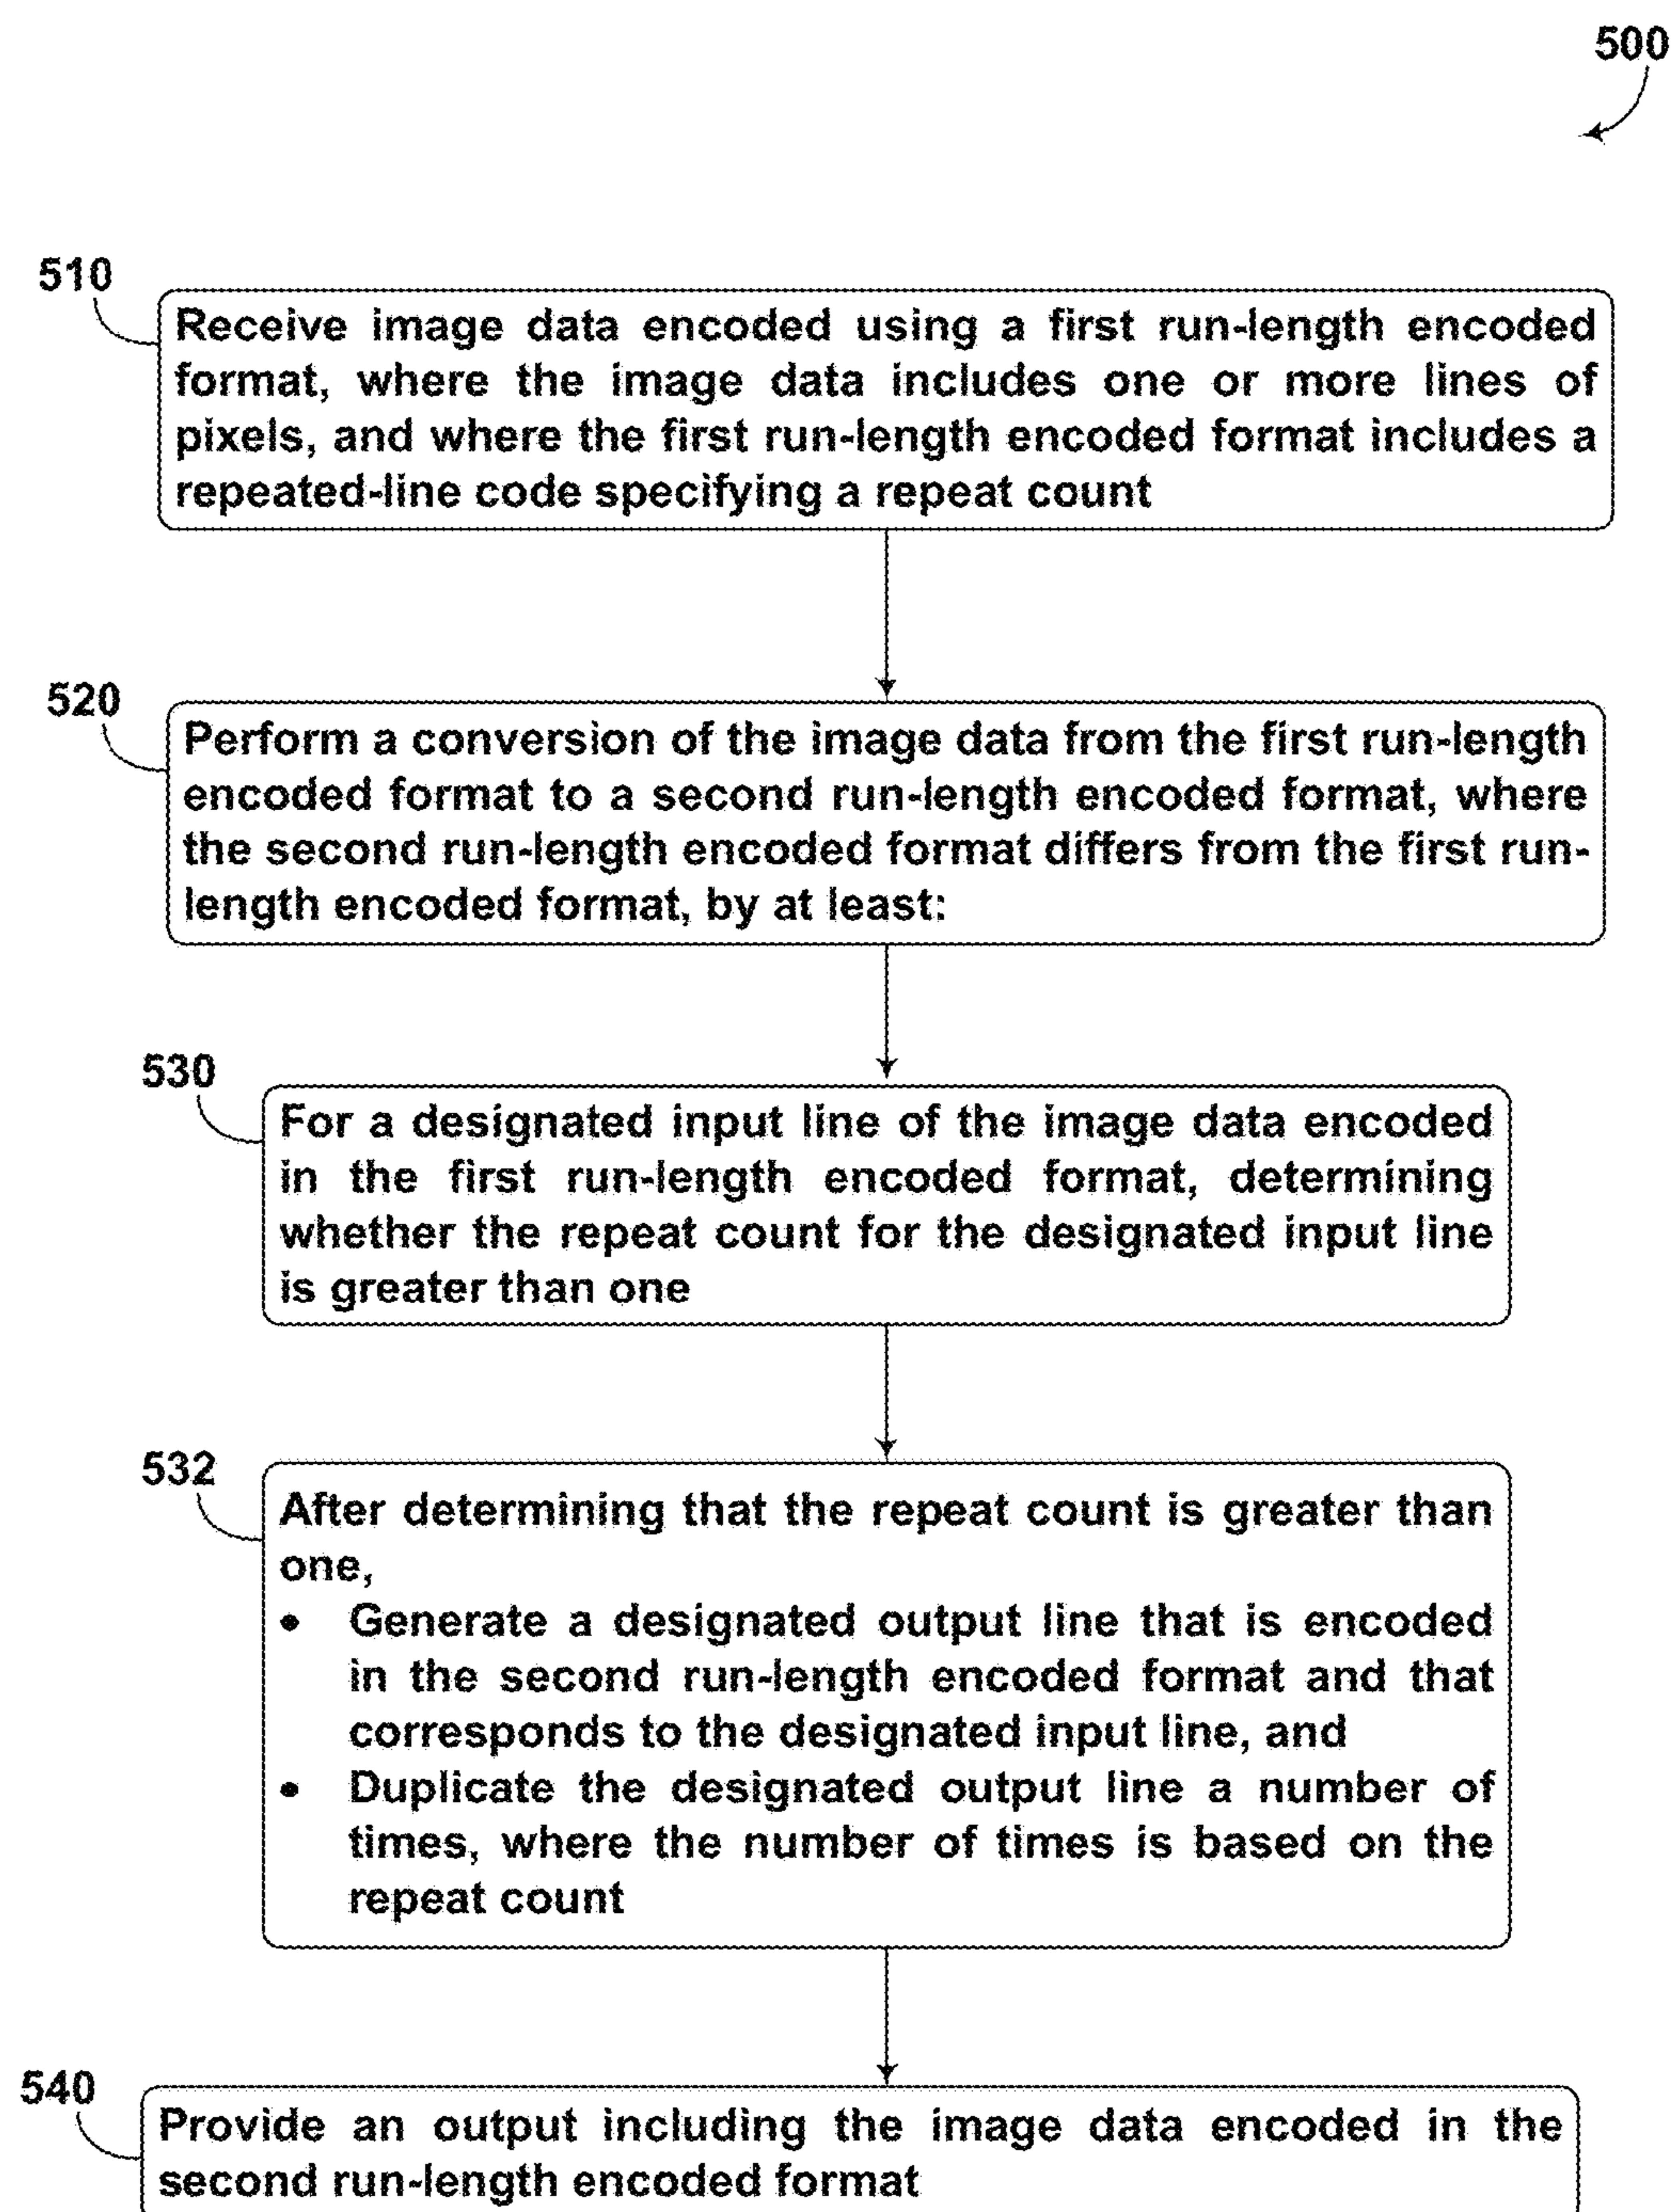 500
510
Receive image data encoded using a first run-length encoded
format, where the image data includes one or more lines of
pixels, and where the first run-length encoded format includes a
repeated-line code specifying a repeat count
520
Perform a conversion of the image data from the first run-length
encoded format to a second run-length encoded format, where
the second run-length encoded format differs from the first run-
length encoded format, by at least:
530
For a designated input line of the image data encoded
in the first run-length encoded format, determining
whether the repeat count for the designated input line
is greater than one
532
After determining that the repeat count is greater than
one,
• Generate a designated output line that is encoded
in the second run-length encoded format and that
corresponds to the designated input line, and
• Duplicate the designated output line a number of
times, where the number of times is based on the
repeat count
540
Provide an output including the image data encoded in the
second run-length encoded format